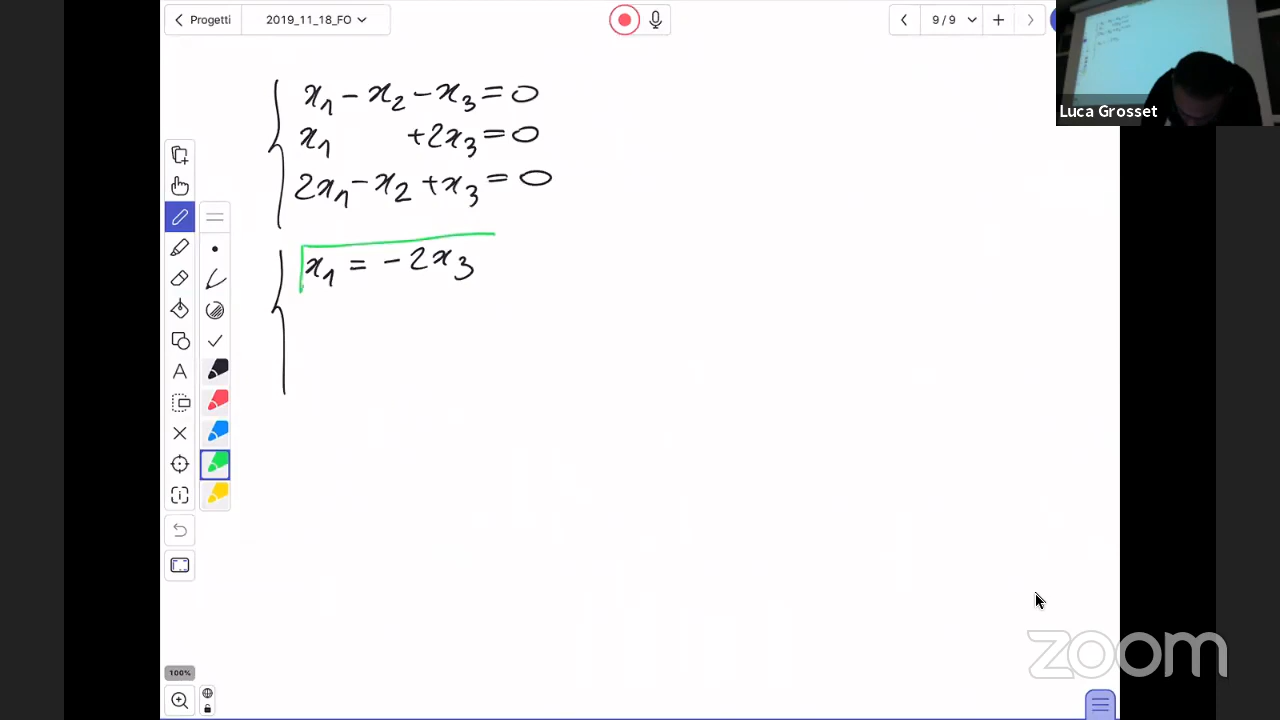 Progetti
2019_11_18_FO
9/9
Luca Grosset
x₁ - x₂ - x₃ = 0
x₁ + 2x₃ = 0
2x₁ - x₂ + x₃ = 0
x₁ = -2x₃
A
100%
zoom